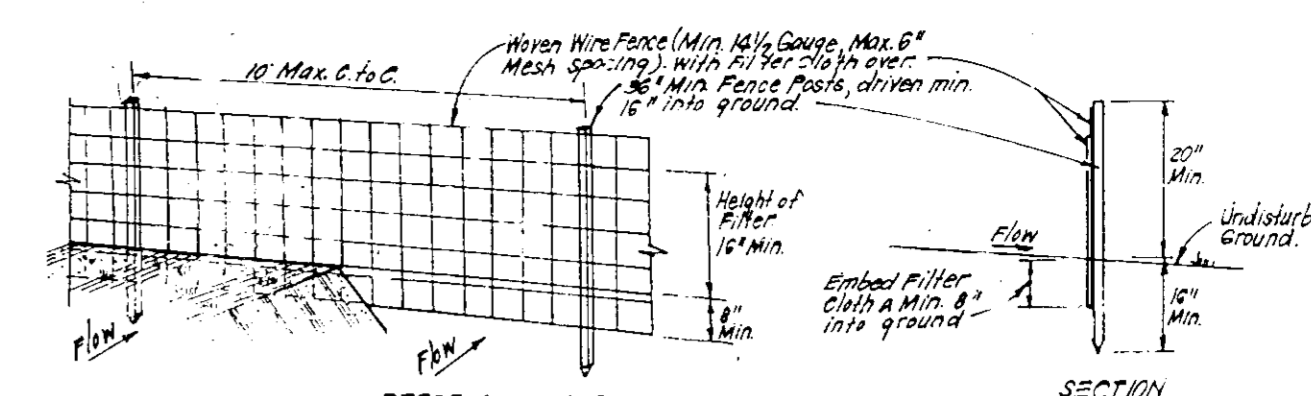 Woven Wire Fence (Min. 14½ Gauge, Max. 6"
Mesh spacing) with Filter cloth over
36" Min. Fence Posts, driven min.
16" into ground.
10' Max. C. to C.
Height of
Filter
16" Min.
8"
Min.
Flow
Flow
20"
Min.
Undisturb
Ground.
Flow
Embed Filter
Cloth A Min. 8"
into ground
16"
Min.
SECTION